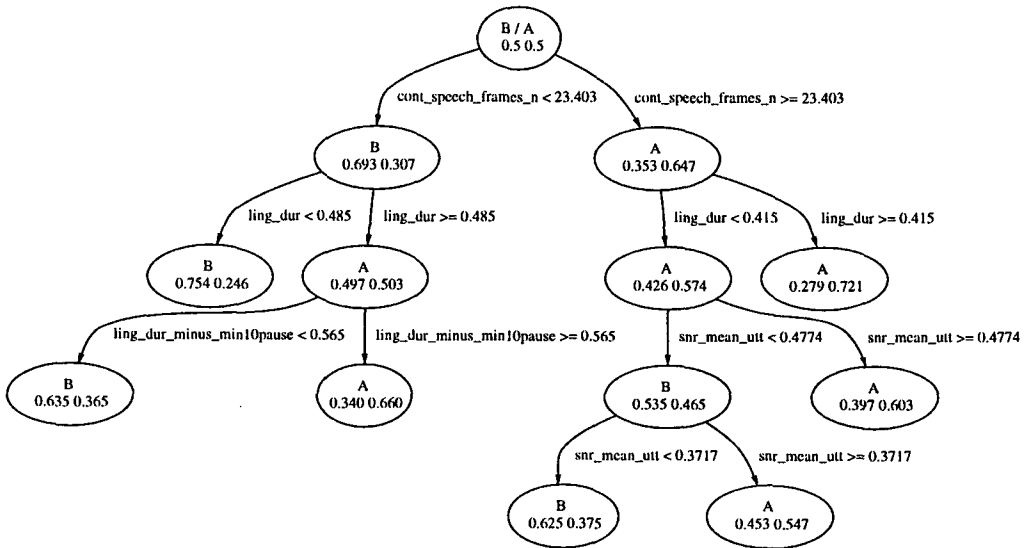 B / A
0.5 0.5
cont_speech_frames_n < 23.403
cont_speech_frames_n >= 23.403
B
0.693 0.307
A
0.353 0.647
ling_dur < 0.485
ling_dur >= 0.485
ling_dur < 0.415
ling_dur >= 0.415
B
0.754 0.246
A
0.497 0.503
A
0.426 0.574
A
0.279 0.721
ling_dur_minus_min10pause < 0.565
ling_dur_minus_min10pause >= 0.565
snr_mean_utt < 0.4774
snr_mean_utt >= 0.4774
B
0.635 0.365
A
0.340 0.660
B
0.535 0.465
A
0.397 0.603
snr_mean_utt < 0.3717
snr_mean_utt >= 0.3717
B
0.625 0.375
A
0.453 0.547